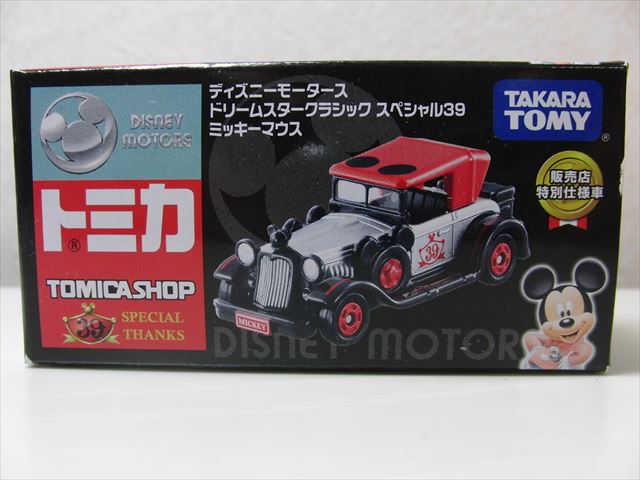 DISNEY
MOTORS
トミカ
®
TOMICASHOP
39
SPECIAL
THANKS
ディズニーモータース
ドリームスタークラシック スペシャル39
ミッキーマウス
TAKARA
TOMY
®
販売店
特別仕様車
39
MICKEY
DISNEY MOTORS